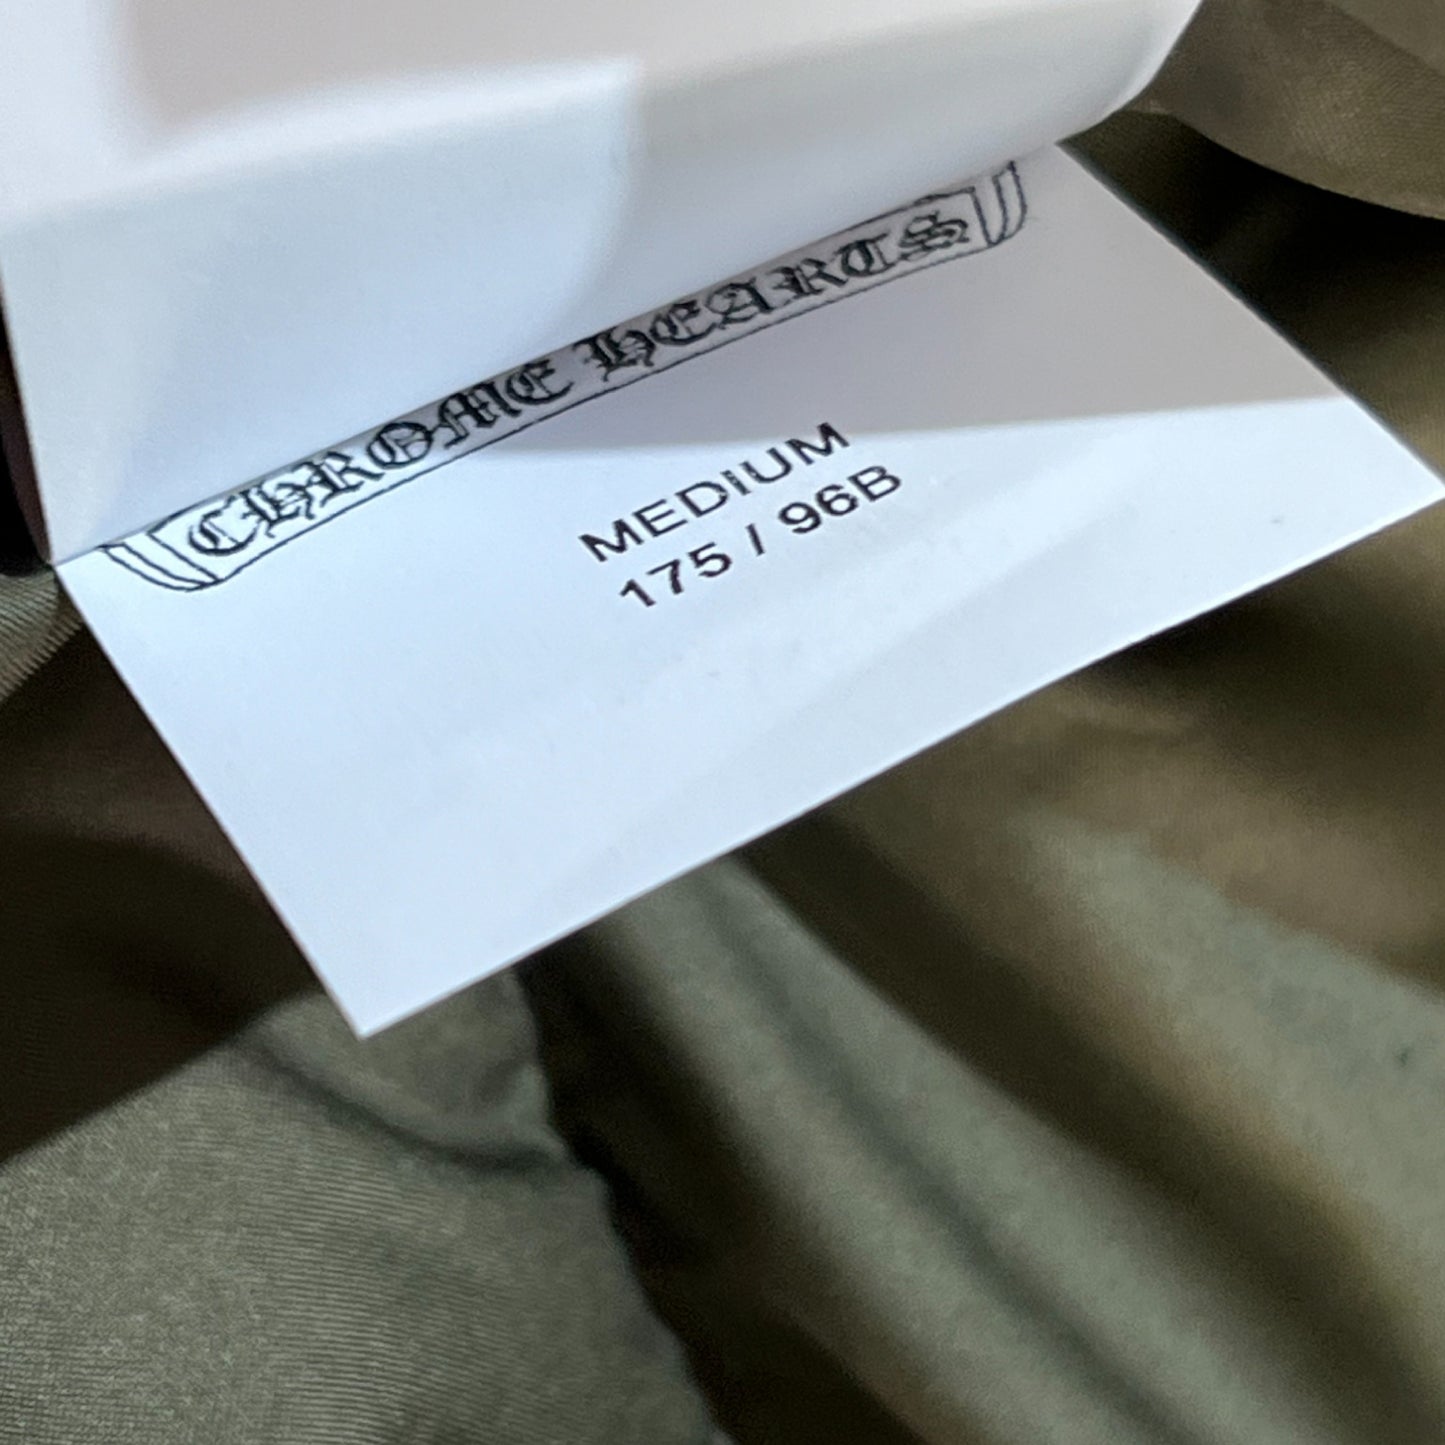 CHROME HEARTS
MEDIUM
175 / 96B